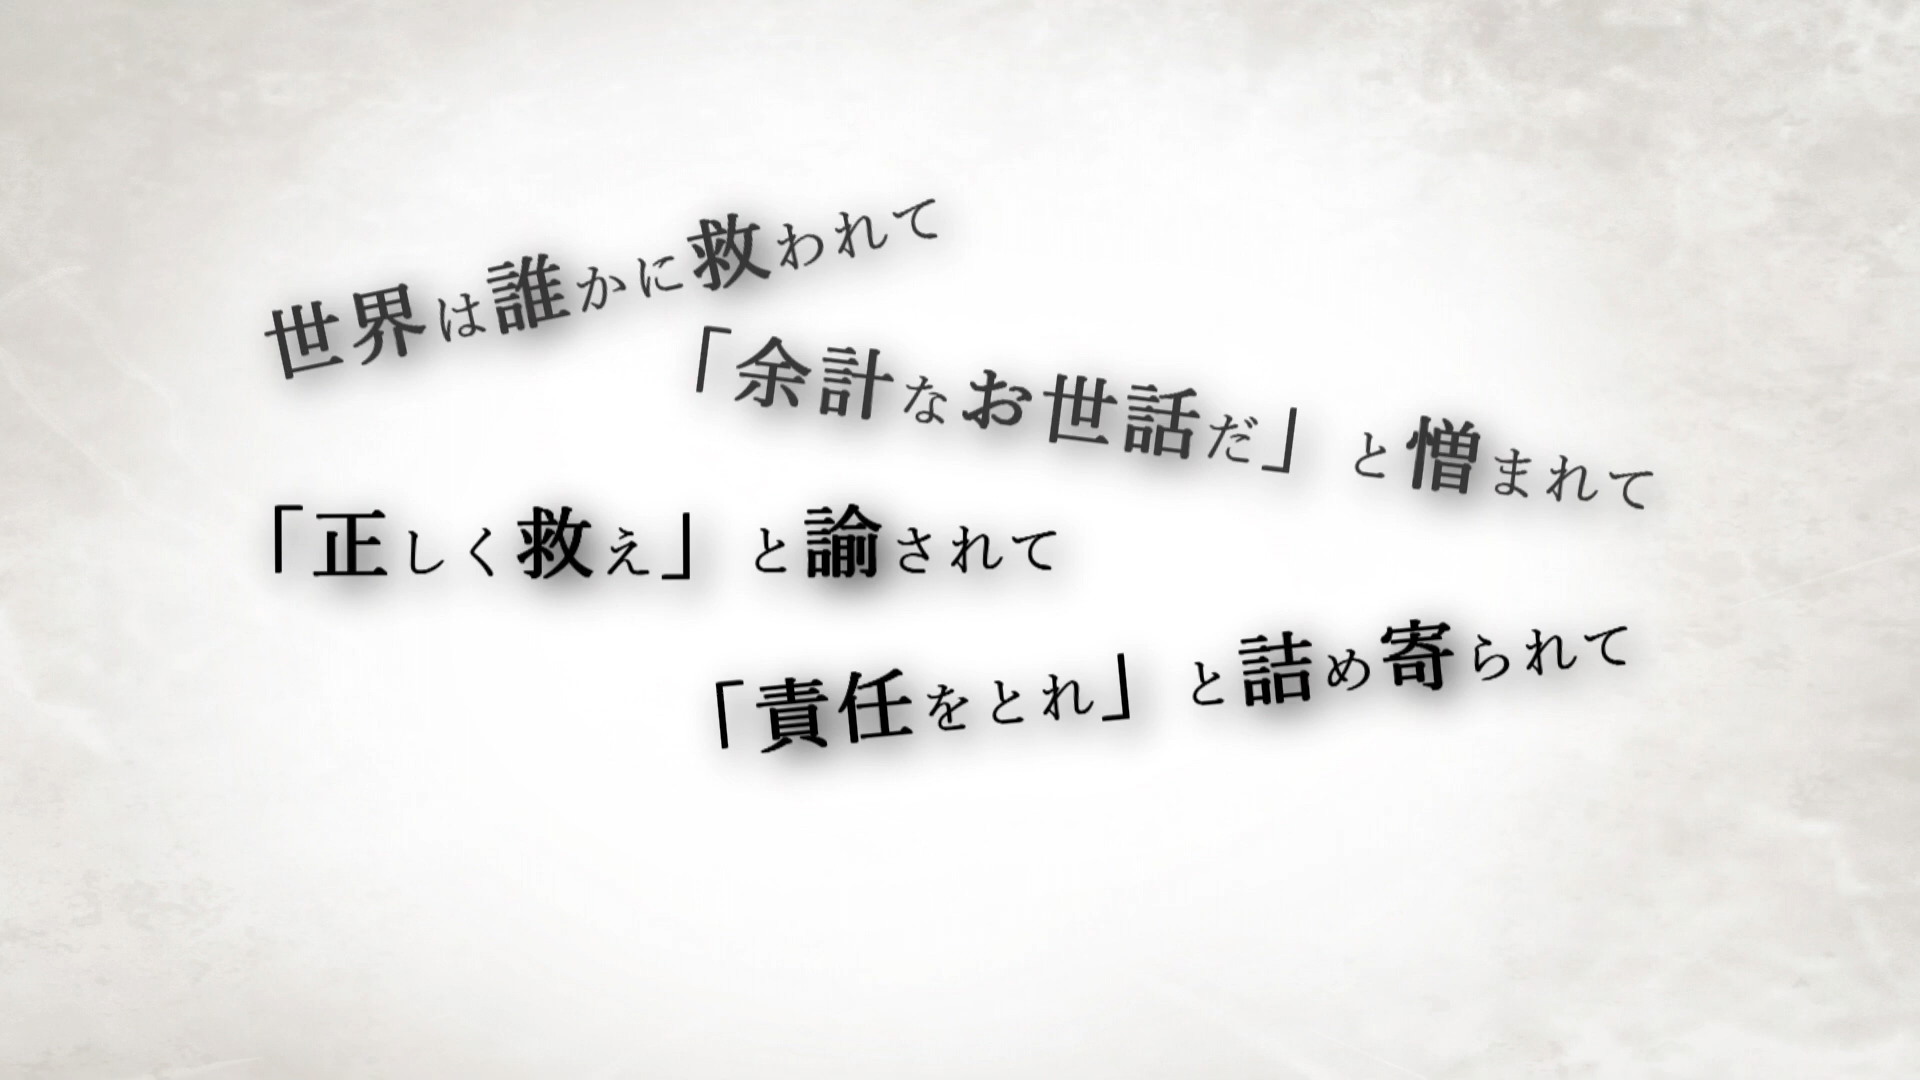 世界は誰かに救われて
「余計なお世話だ」と憎まれて
「正しく救え」と諭されて
「責任をとれ」と詰め寄られて